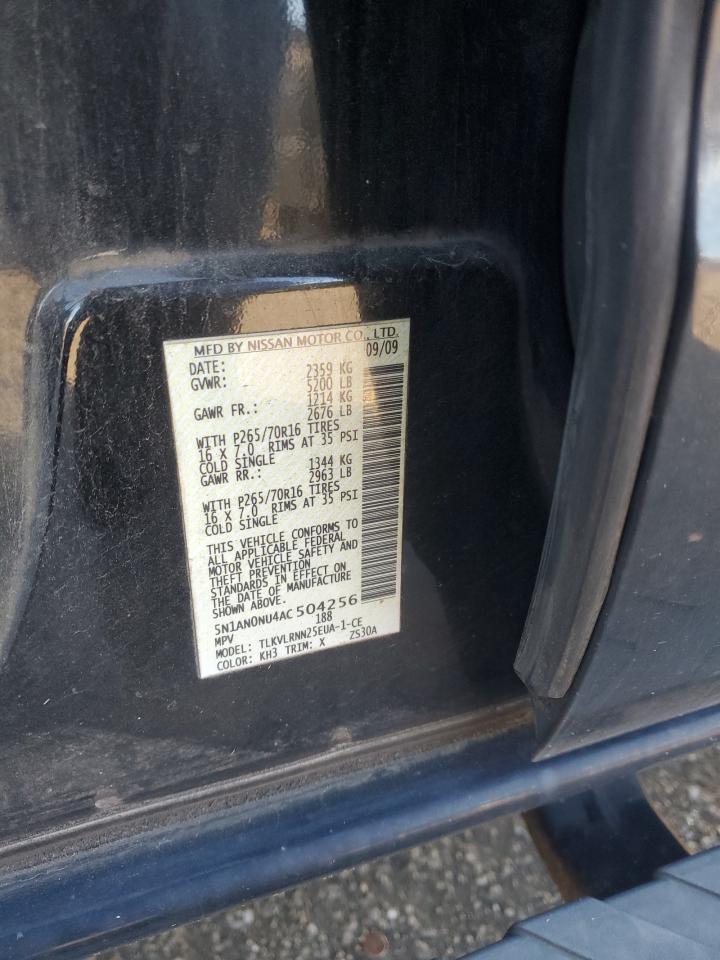 MFD BY NISSAN MOTOR CO., LTD.
DATE: 09/09
GVWR: 2359 KG
5200 LB
GAWR FR.: 1214 KG
2676 LB
WITH P265/70R16 TIRES
16 X 7.0 RIMS AT 35 PSI
COLD SINGLE
GAWR RR.: 1344 KG
2963 LB
WITH P265/70R16 TIRES
16 X 7.0 RIMS AT 35 PSI
COLD SINGLE
THIS VEHICLE CONFORMS TO
ALL APPLICABLE FEDERAL
MOTOR VEHICLE SAFETY AND
THEFT PREVENTION
STANDARDS IN EFFECT ON
THE DATE OF MANUFACTURE
SHOWN ABOVE.
5N1AN0NU4AC504256
MPV 188
MODEL: TLKVLRNN25EUA-1-CE
COLOR: KH3 TRIM: X ZS30A